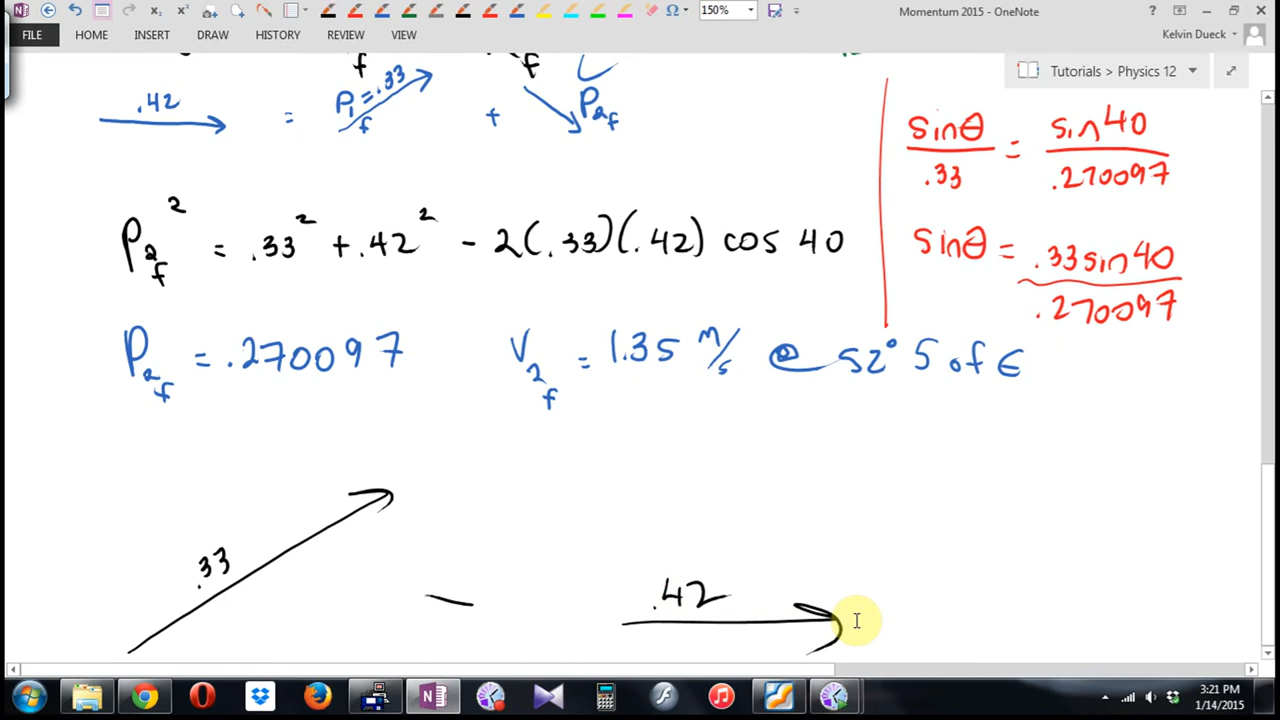 150%
Momentum 2015 - OneNote
FILE HOME INSERT DRAW HISTORY REVIEW VIEW
Kelvin Dueck
Tutorials > Physics 12
f f
.42 = P1f = .33 + P2f
sinθ/.33 = sin40/.270097
P2f² = .33² + .42² - 2(.33)(.42) cos 40
sinθ = .33sin40/.270097
P2f = .270097 V2f = 1.35 m/s @ 52° S of E
.33 - .42
3:21 PM
1/14/2015